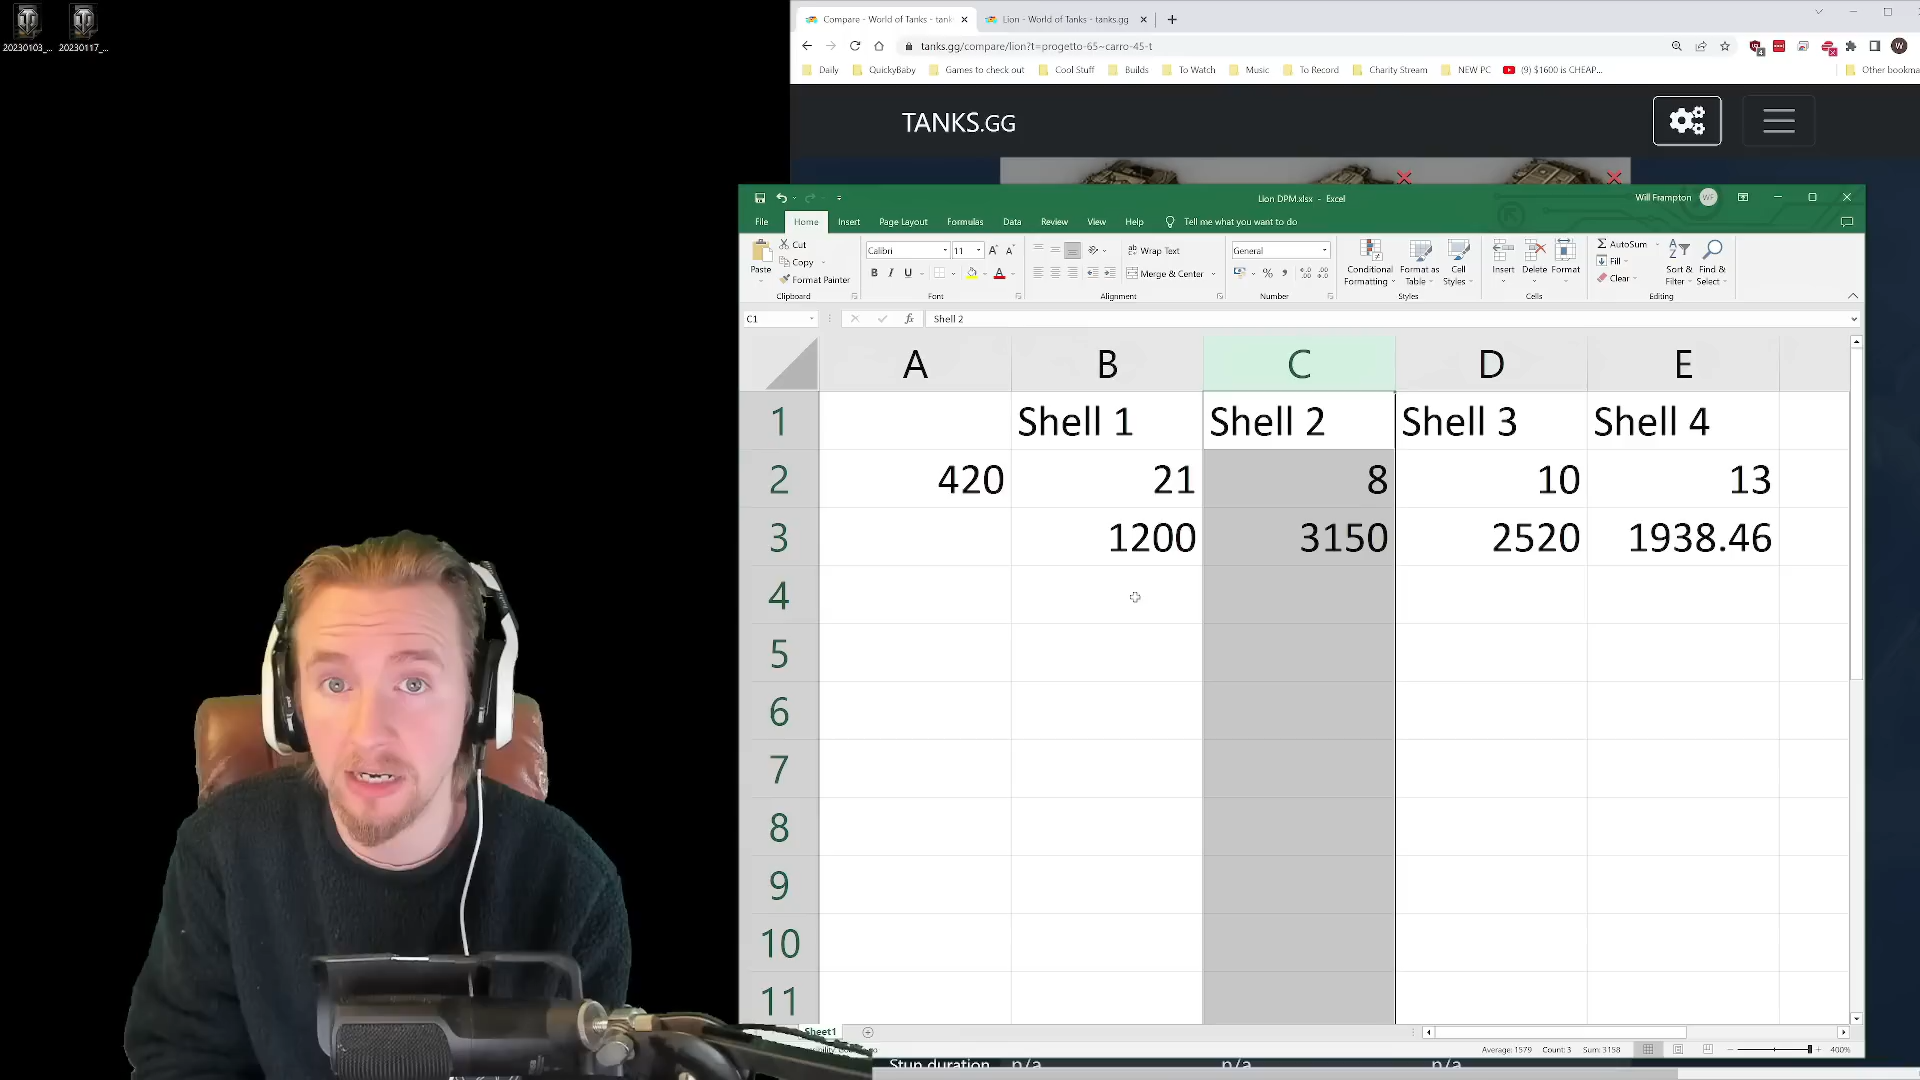 20230103_...
20230117_...
Compare - World of Tanks - tank
Lion - World of Tanks - tanks.gg
tanks.gg/compare/lion?t=progetto-65~carro-45-t
W
Daily
QuickyBaby
Games to check out
Cool Stuff
Builds
To Watch
Music
To Record
Charity Stream
NEW PC
(9) $1600 is CHEAP...
Other bookma
TANKS.GG
Lion DPM.xlsx - Excel
Will Frampton
WF
File
Home
Insert
Page Layout
Formulas
Data
Review
View
Help
Tell me what you want to do
Paste
Cut
Copy
Format Painter
Clipboard
Calibri
11
B I U
Font
Wrap Text
Merge & Center
Alignment
General
Number
Conditional Formatting
Format as Table
Cell Styles
Styles
Insert
Delete
Format
Cells
AutoSum
Fill
Clear
Sort & Filter
Find & Select
Editing
C1
fx
Shell 2
A B C D E
1 Shell 1 Shell 2 Shell 3 Shell 4
2 420 21 8 10 13
3 1200 3150 2520 1938.46
4
5
6
7
8
9
10
11
Sheet1
Average: 1579 Count: 3 Sum: 3158
400%
Stun duration n/a n/a n/a